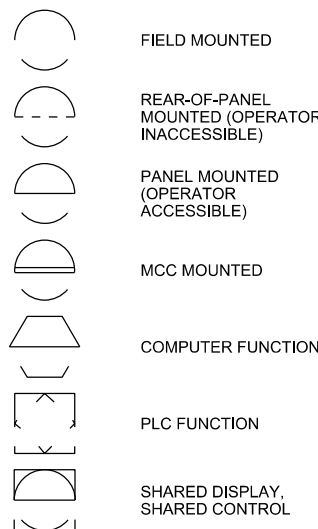 FIELD MOUNTED
REAR-OF-PANEL
MOUNTED (OPERATOR
INACCESSIBLE)
PANEL MOUNTED
(OPERATOR
ACCESSIBLE)
MCC MOUNTED
COMPUTER FUNCTION
PLC FUNCTION
SHARED DISPLAY,
SHARED CONTROL